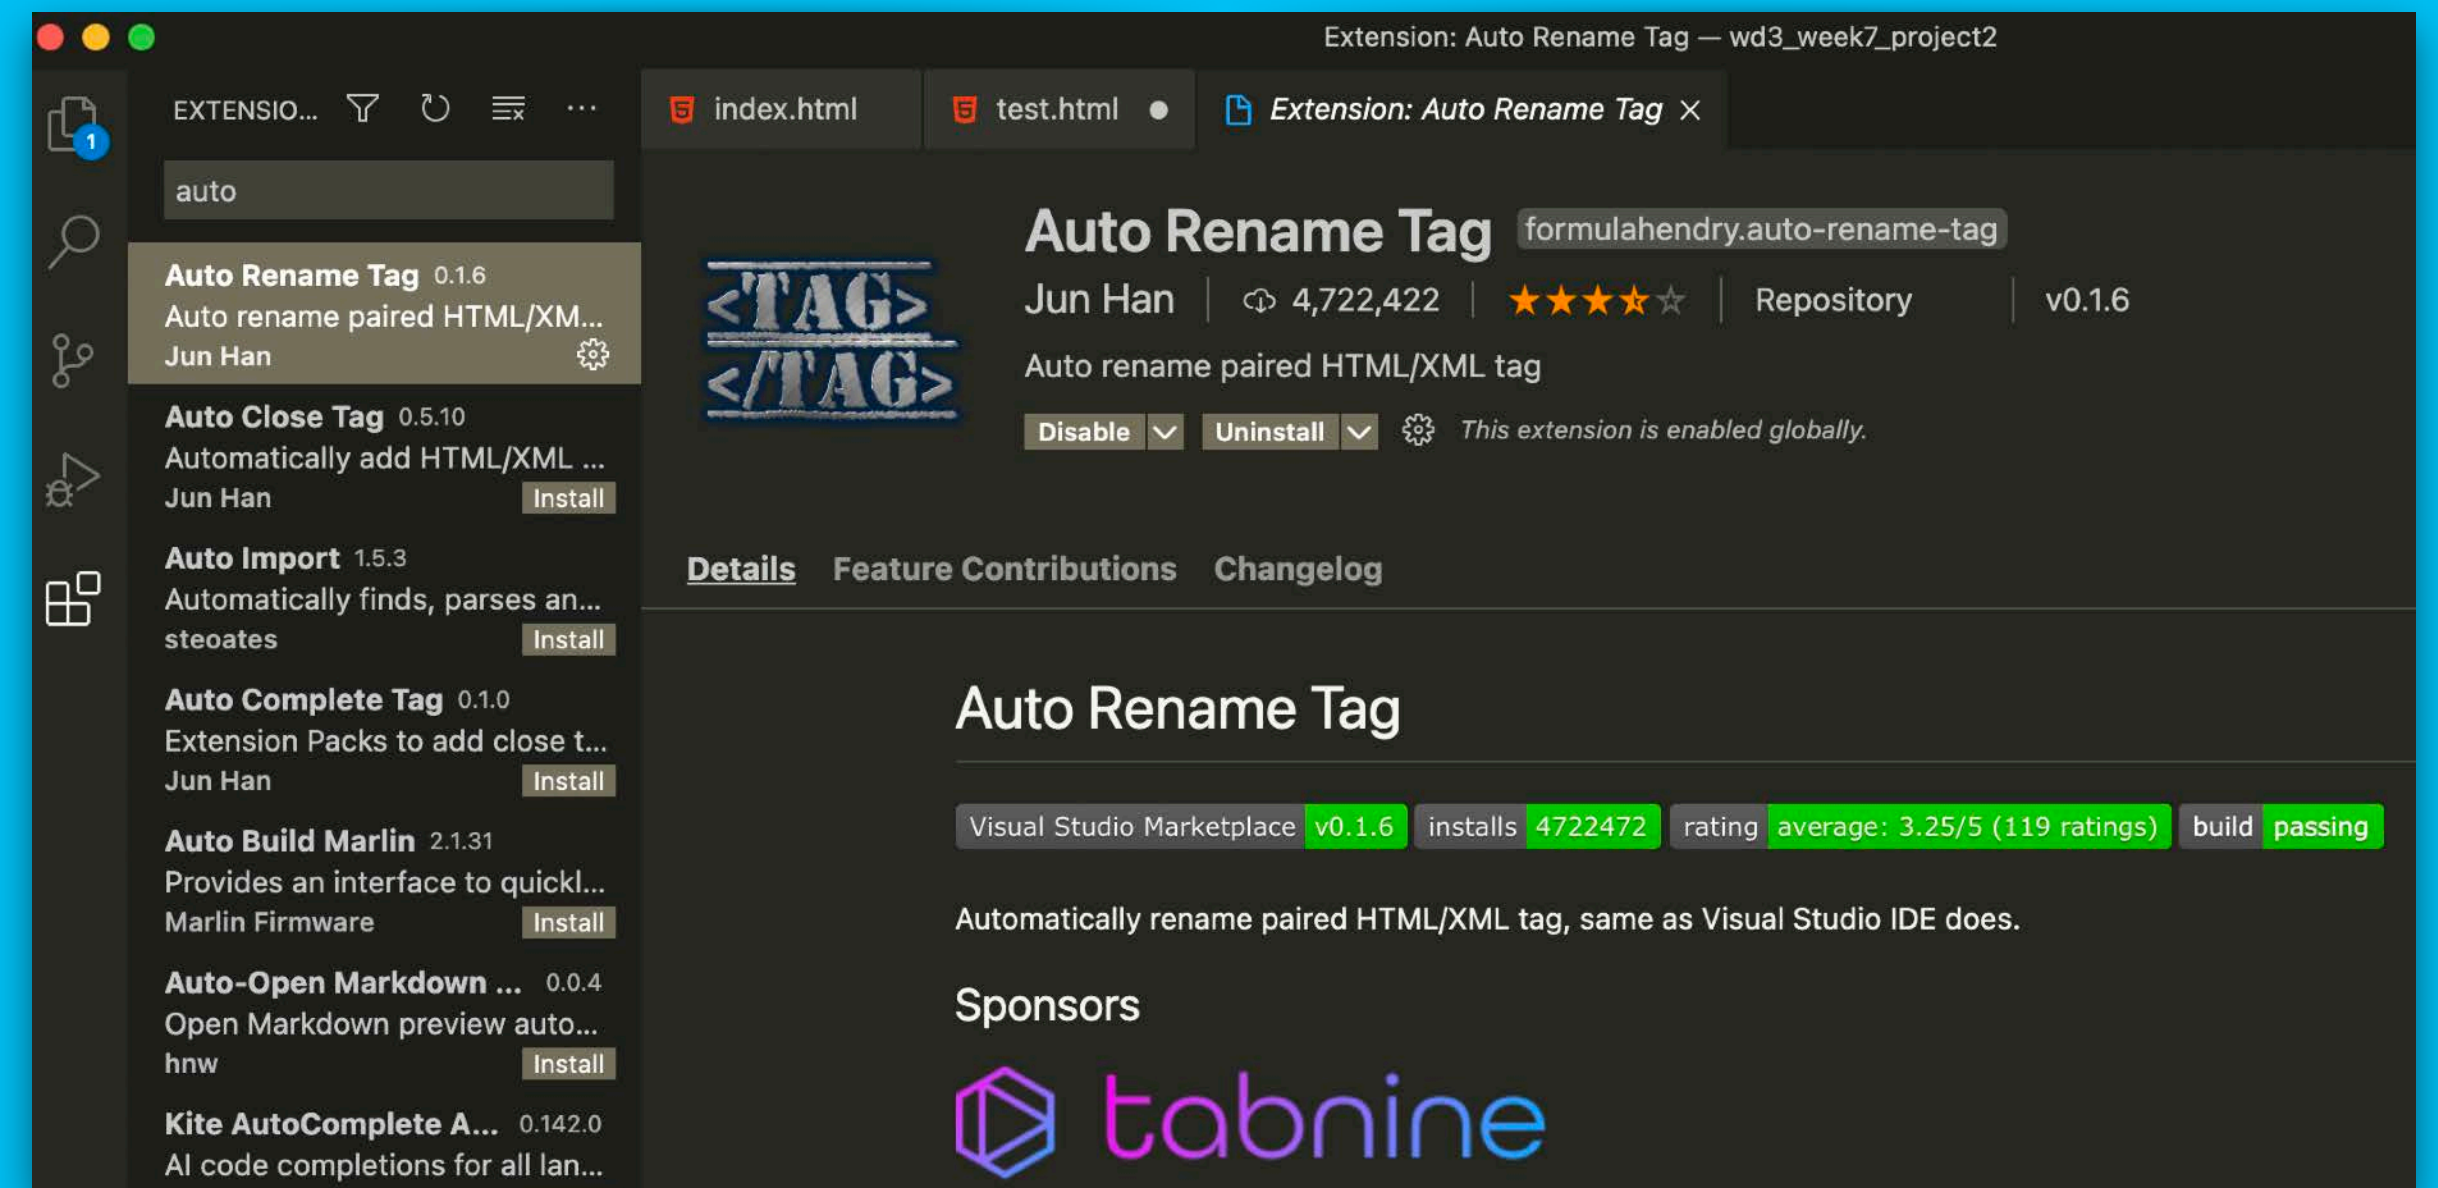 Extension: Auto Rename Tag — wd3_week7_project2
EXTENSIO... ...
index.html
test.html
Extension: Auto Rename Tag
1
auto
Auto Rename Tag 0.1.6
Auto rename paired HTML/XM...
Jun Han
Auto Close Tag 0.5.10
Automatically add HTML/XML ...
Jun Han Install
Auto Import 1.5.3
Automatically finds, parses an...
steoates Install
Auto Complete Tag 0.1.0
Extension Packs to add close t...
Jun Han Install
Auto Build Marlin 2.1.31
Provides an interface to quickl...
Marlin Firmware Install
Auto-Open Markdown ... 0.0.4
Open Markdown preview auto...
hnw Install
Kite AutoComplete A... 0.142.0
AI code completions for all lan...
<TAG>
</TAG>
Auto Rename Tag formulahendry.auto-rename-tag
Jun Han 4,722,422 Repository v0.1.6
Auto rename paired HTML/XML tag
Disable Uninstall This extension is enabled globally.
Details Feature Contributions Changelog
Auto Rename Tag
Visual Studio Marketplace v0.1.6 installs 4722472 rating average: 3.25/5 (119 ratings) build passing
Automatically rename paired HTML/XML tag, same as Visual Studio IDE does.
Sponsors
tabnine